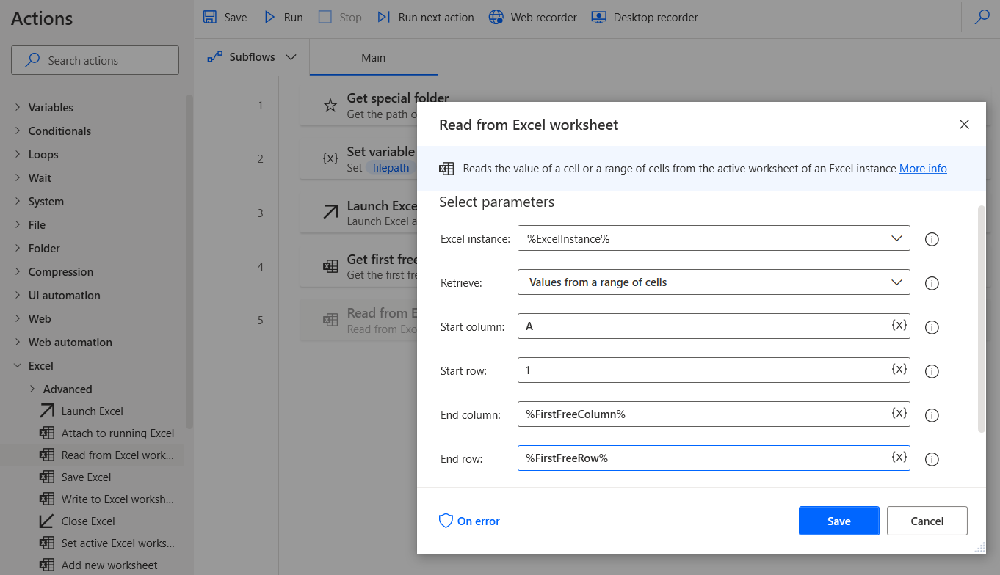 Actions
Search actions
Variables
Conditionals
Loops
Wait
System
File
Folder
Compression
UI automation
Web
Web automation
Excel
Advanced
Launch Excel
Attach to running Excel
Read from Excel work...
Save Excel
Write to Excel worksh...
Close Excel
Set active Excel works...
Add new worksheet
Save Run Stop Run next action Web recorder Desktop recorder
Subflows Main
1 Get special folder
Get the path o
2 {x} Set variable
Set filepath
3 Launch Exce
Launch Excel a
4 Get first free
Get the first fre
5 Read from E
Read from Exce
Read from Excel worksheet
Reads the value of a cell or a range of cells from the active worksheet of an Excel instance More info
Select parameters
Excel instance: %ExcelInstance%
Retrieve: Values from a range of cells
Start column: A {x}
Start row: 1 {x}
End column: %FirstFreeColumn% {x}
End row: %FirstFreeRow% {x}
On error Save Cancel